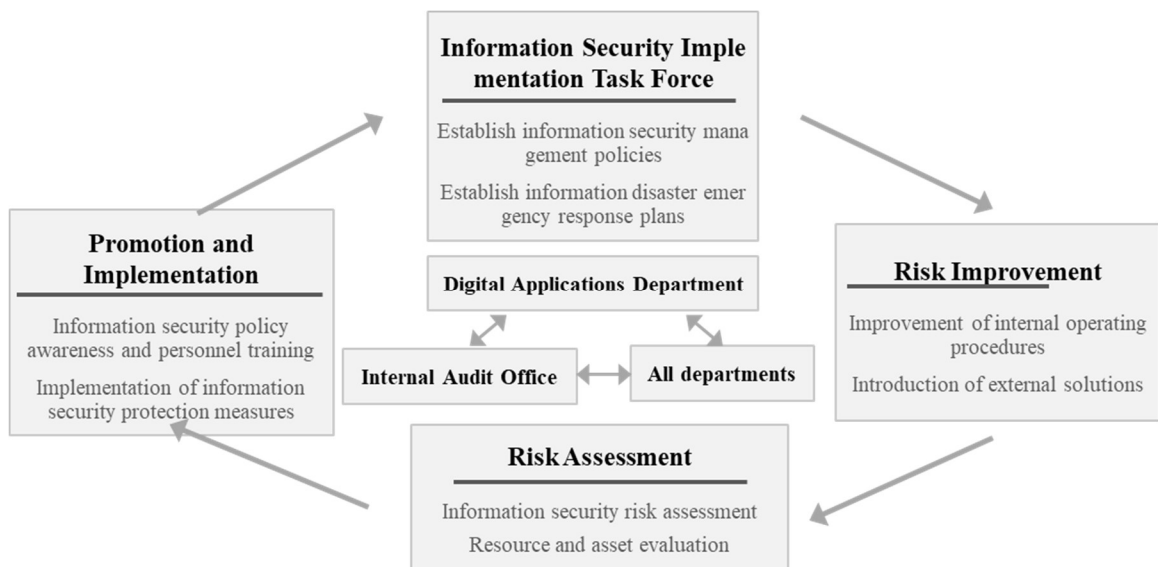 Information Security Imple
mentation Task Force
Establish information security mana
gement policies
Establish information disaster emer
gency response plans
Promotion and
Implementation
Information security policy
awareness and personnel training
Implementation of information
security protection measures
Digital Applications Department
Internal Audit Office
All departments
Risk Improvement
Improvement of internal operating
procedures
Introduction of external solutions
Risk Assessment
Information security risk assessment
Resource and asset evaluation